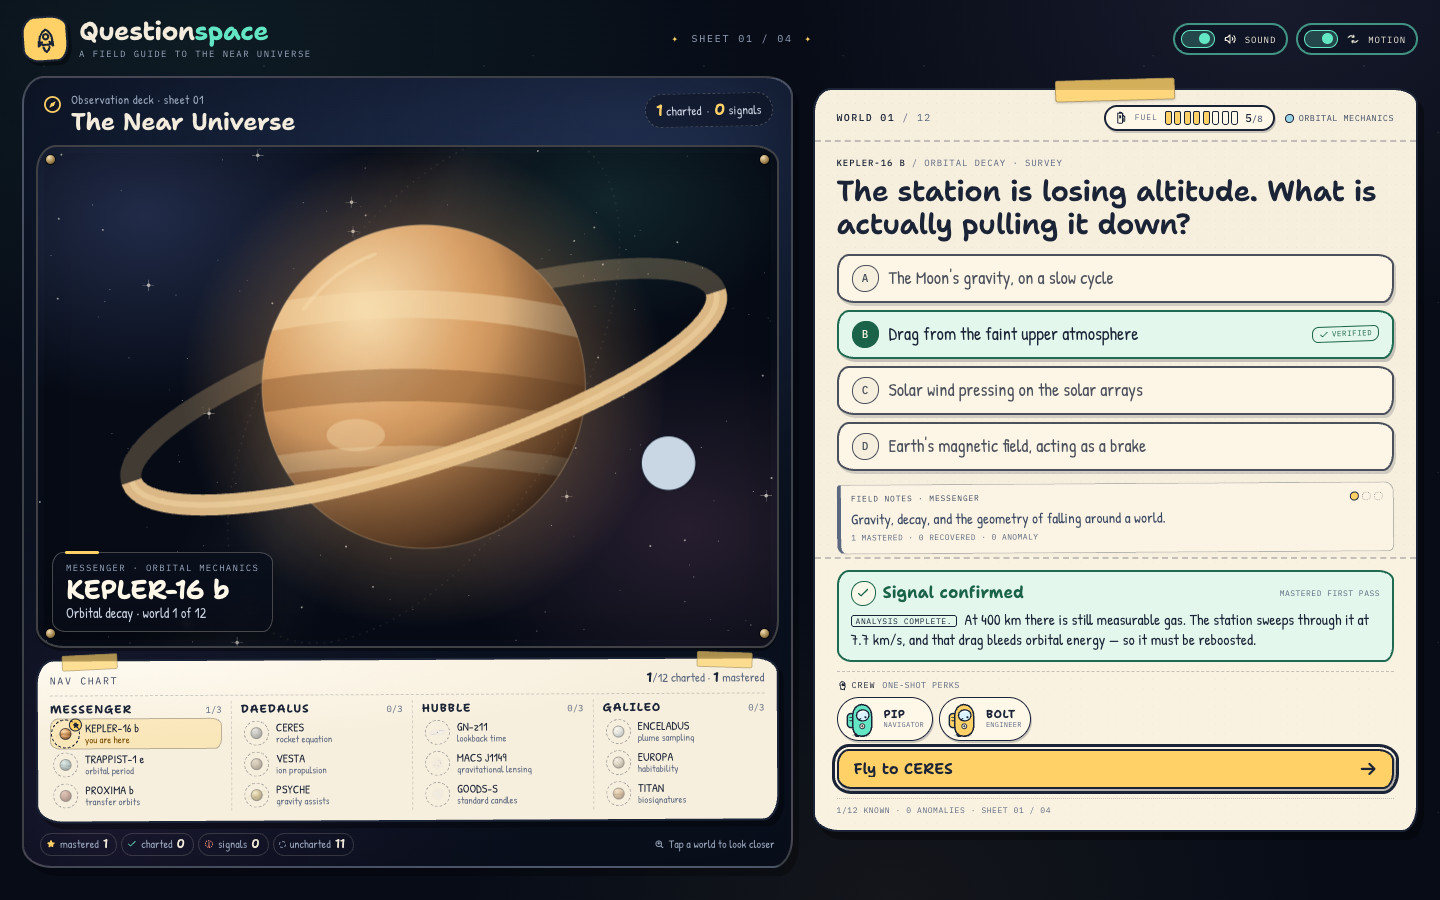 Questionspace
A FIELD GUIDE TO THE NEAR UNIVERSE
SHEET 01 / 04
SOUND
MOTION
Observation deck · sheet 01
The Near Universe
1 charted · 0 signals
MESSENGER · ORBITAL MECHANICS
KEPLER-16 b
Orbital decay · world 1 of 12
NAV CHART
1/12 charted · 1 mastered
MESSENGER 1/3
KEPLER-16 b
you are here
TRAPPIST-1 e
orbital period
PROXIMA b
transfer orbits
DAEDALUS 0/3
CERES
rocket equation
VESTA
ion propulsion
PSYCHE
gravity assists
HUBBLE 0/3
GN-z11
lookback time
MACS J1149
gravitational lensing
GOODS-S
standard candles
GALILEO 0/3
ENCELADUS
plume sampling
EUROPA
habitability
TITAN
biosignatures
mastered 1
charted 0
signals 0
uncharted 11
Tap a world to look closer
WORLD 01 / 12
FUEL 5/8
ORBITAL MECHANICS
KEPLER-16 B / ORBITAL DECAY · SURVEY
The station is losing altitude. What is
actually pulling it down?
A The Moon's gravity, on a slow cycle
B Drag from the faint upper atmosphere VERIFIED
C Solar wind pressing on the solar arrays
D Earth's magnetic field, acting as a brake
FIELD NOTES · MESSENGER
Gravity, decay, and the geometry of falling around a world.
1 MASTERED · 0 RECOVERED · 0 ANOMALY
Signal confirmed
MASTERED FIRST PASS
ANALYSIS COMPLETE. At 400 km there is still measurable gas. The station sweeps through it at
7.7 km/s, and that drag bleeds orbital energy — so it must be reboosted.
CREW ONE-SHOT PERKS
PIP
NAVIGATOR
BOLT
ENGINEER
Fly to CERES
1/12 KNOWN · 0 ANOMALIES · SHEET 01 / 04